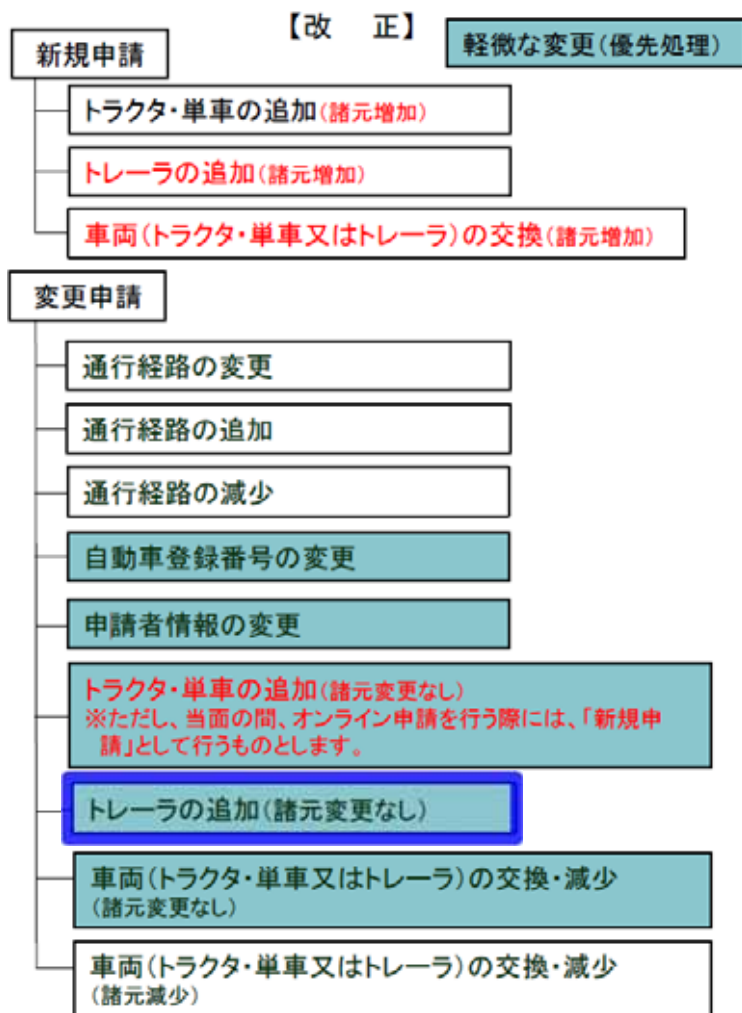 【改　正】
軽微な変更(優先処理)
新規申請
トラクタ・単車の追加(諸元増加)
トレーラの追加(諸元増加)
車両(トラクタ・単車又はトレーラ)の交換(諸元増加)
変更申請
通行経路の変更
通行経路の追加
通行経路の減少
自動車登録番号の変更
申請者情報の変更
トラクタ・単車の追加(諸元変更なし)
※ただし、当面の間、オンライン申請を行う際には、「新規申
請」として行うものとします。
トレーラの追加(諸元変更なし)
車両(トラクタ・単車又はトレーラ)の交換・減少
(諸元変更なし)
車両(トラクタ・単車又はトレーラ)の交換・減少
(諸元減少)